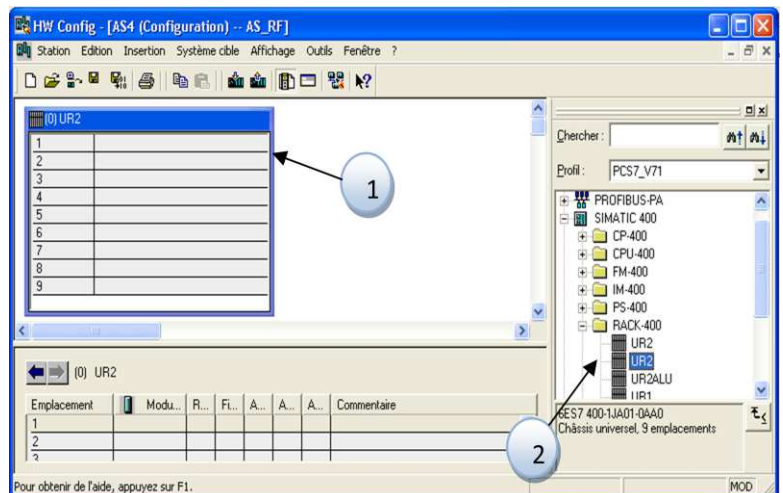 HW Config - [AS4 (Configuration) -- AS_RF]
Station Edition Insertion Système cible Affichage Outils Fenêtre ?
(0) UR2
1
2
3
4
5
6
7
8
9
1
Chercher :
Profil : PCS7_V71
PROFIBUS-PA
SIMATIC 400
CP-400
CPU-400
FM-400
IM-400
PS-400
RACK-400
UR2
UR2
UR2ALU
UR1
6ES7 400-1JA01-0AA0
Châssis universel, 9 emplacements
2
(0) UR2
Emplacement Modu... R... Fi... A... A... A... Commentaire
1
2
3
Pour obtenir de l'aide, appuyez sur F1.
MOD